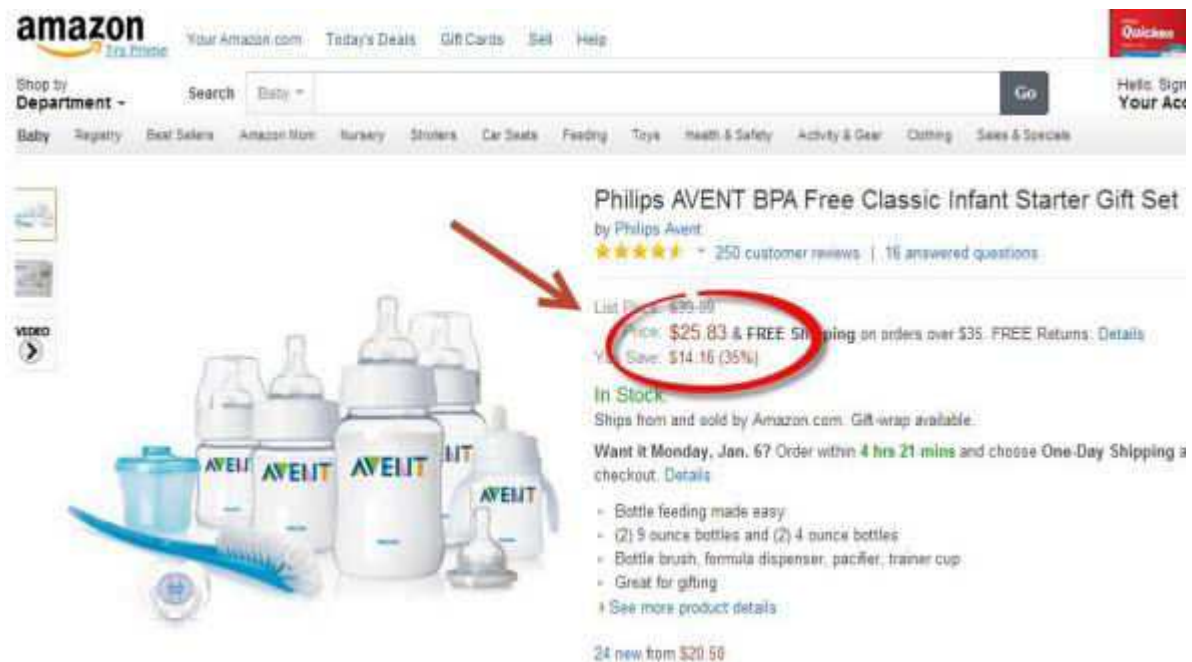 amazon
Try Prime
Your Amazon.com Today's Deals Gift Cards Sell Help
Quicken
Shop by
Department
Search Baby Go
Hello. Sign
Your Acc
Baby Registry Best Sellers Amazon Mom Nursery Strollers Car Seats Feeding Toys Health & Safety Activity & Gear Clothing Sales & Specials
Philips AVENT BPA Free Classic Infant Starter Gift Set
by Philips Avent
250 customer reviews | 16 answered questions
List Price: $39.99
Price: $25.83 & FREE Shipping on orders over $35. FREE Returns. Details
You Save: $14.16 (35%)
In Stock.
Ships from and sold by Amazon.com. Gift-wrap available.
Want it Monday, Jan. 6? Order within 4 hrs 21 mins and choose One-Day Shipping a
checkout. Details
Bottle feeding made easy
(2) 9 ounce bottles and (2) 4 ounce bottles
Bottle brush, formula dispenser, pacifier, trainer cup
Great for gifting
See more product details
24 new from $20.50
VIDEO
AVENT
AVENT
AVENT
AVENT